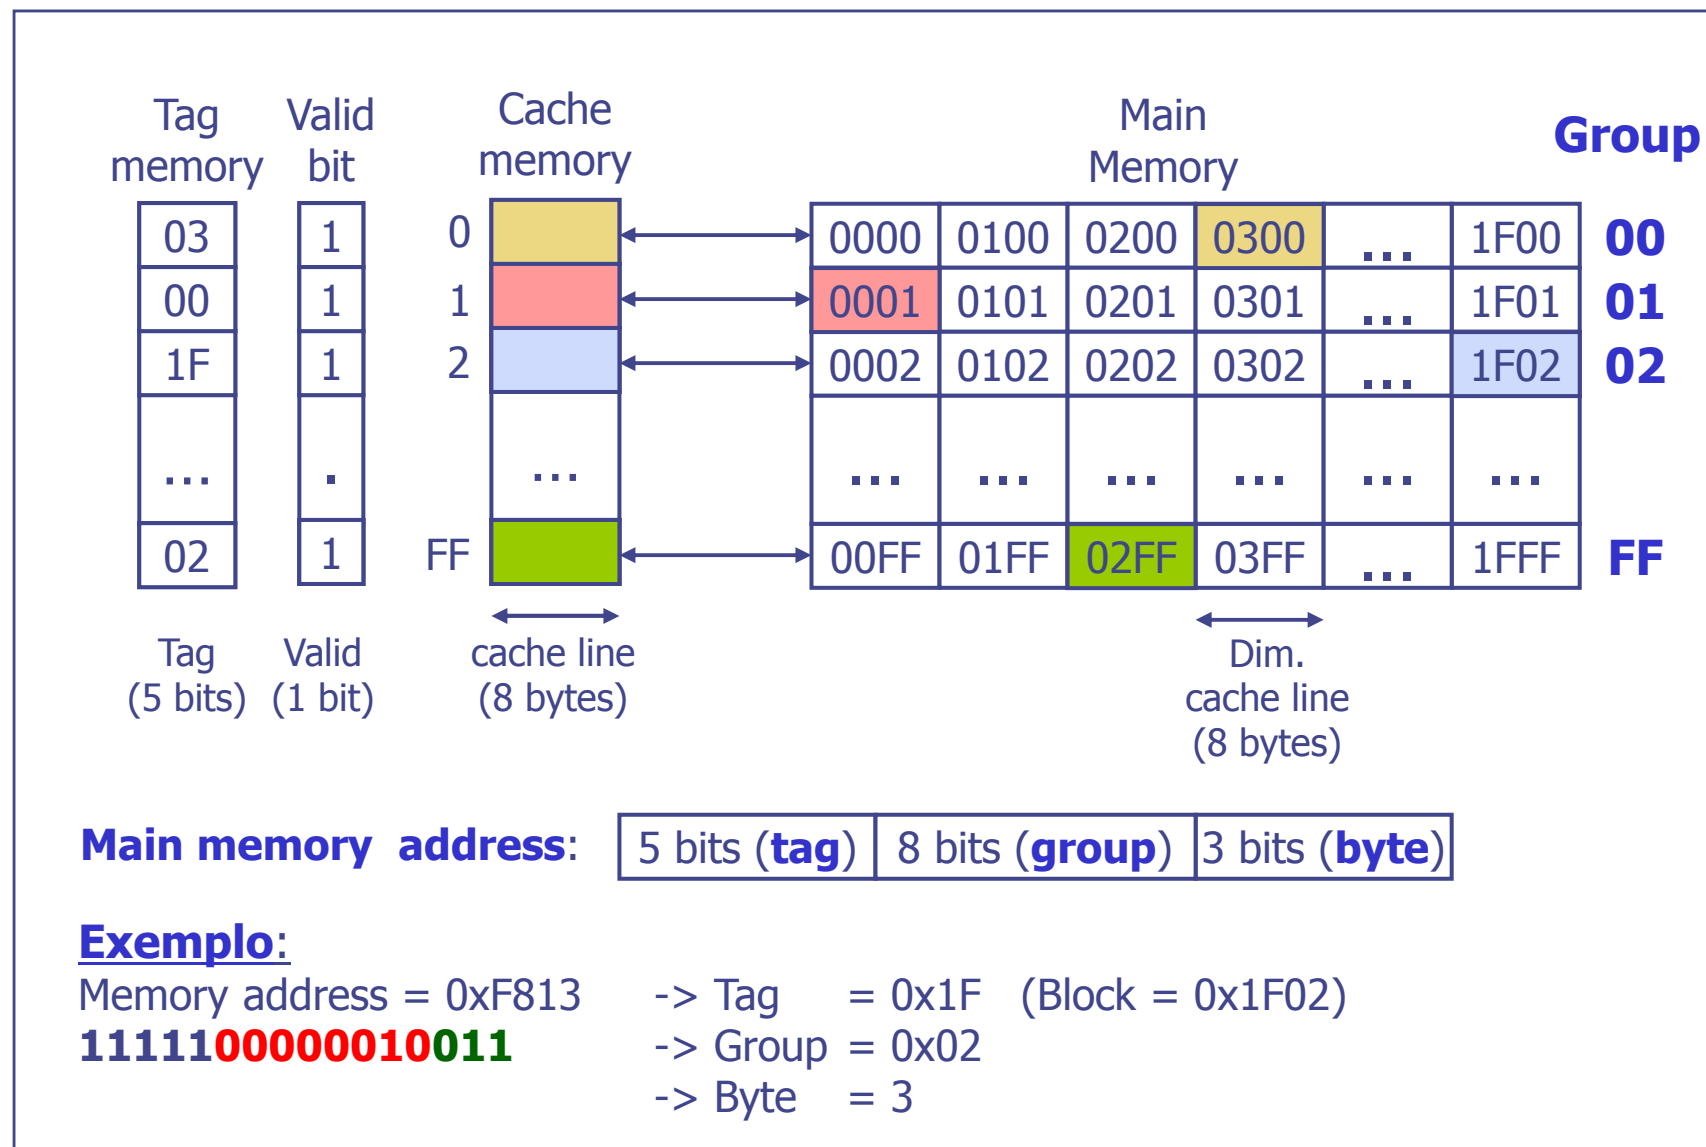 Tag memory
Valid bit
Cache memory
Main Memory
Group
03 1 0 0000 0100 0200 0300 ... 1F00 00
00 1 1 0001 0101 0201 0301 ... 1F01 01
1F 1 2 0002 0102 0202 0302 ... 1F02 02
... . ... ... ... ... ... ... ...
02 1 FF 00FF 01FF 02FF 03FF ... 1FFF FF
Tag (5 bits)
Valid (1 bit)
cache line (8 bytes)
Dim. cache line (8 bytes)
Main memory address: 5 bits (tag) 8 bits (group) 3 bits (byte)
Exemplo:
Memory address = 0xF813 -> Tag = 0x1F (Block = 0x1F02)
1111100000010011 -> Group = 0x02
-> Byte = 3